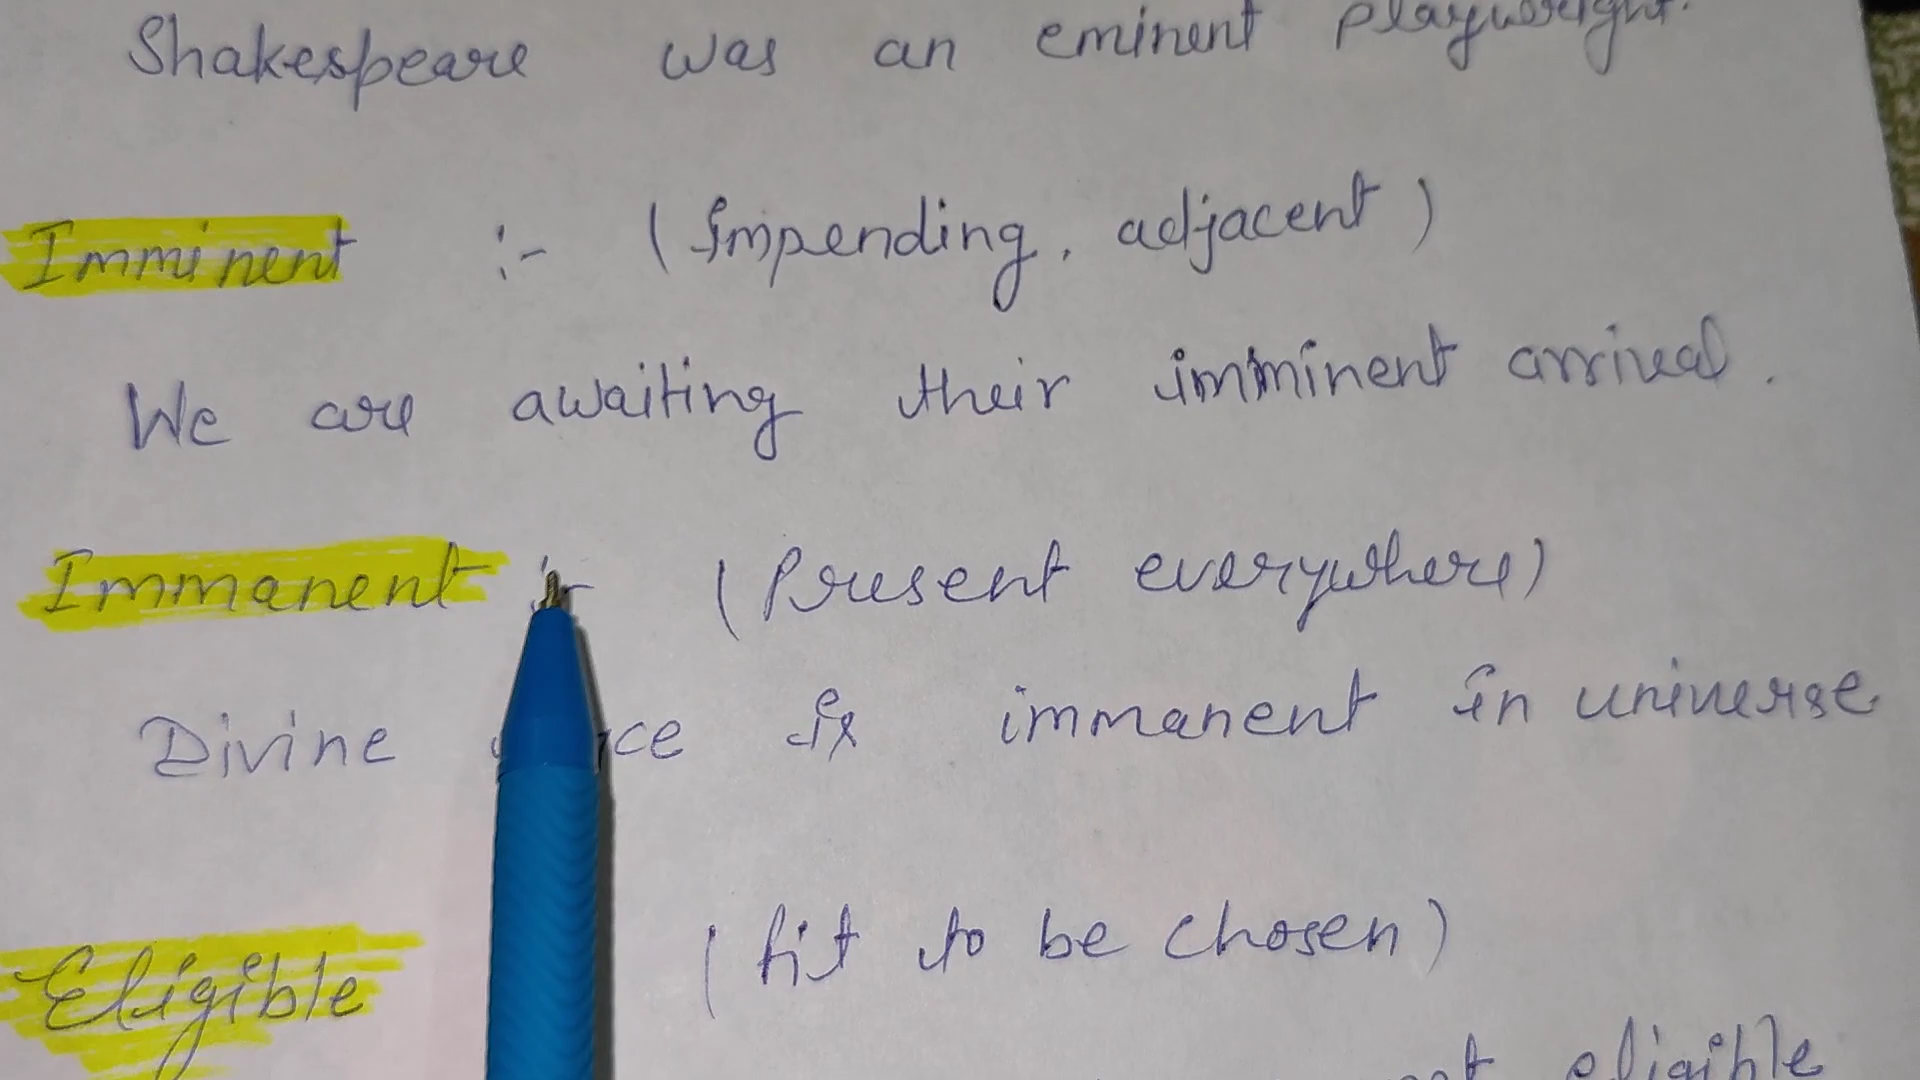 Shakespeare was an eminent playwright.
Imminent :- (Impending, adjacent)
We are awaiting their imminent arrival.
Immanent :- (Present everywhere)
Divine is immanent in universe
Eligible (fit to be chosen)
eligible